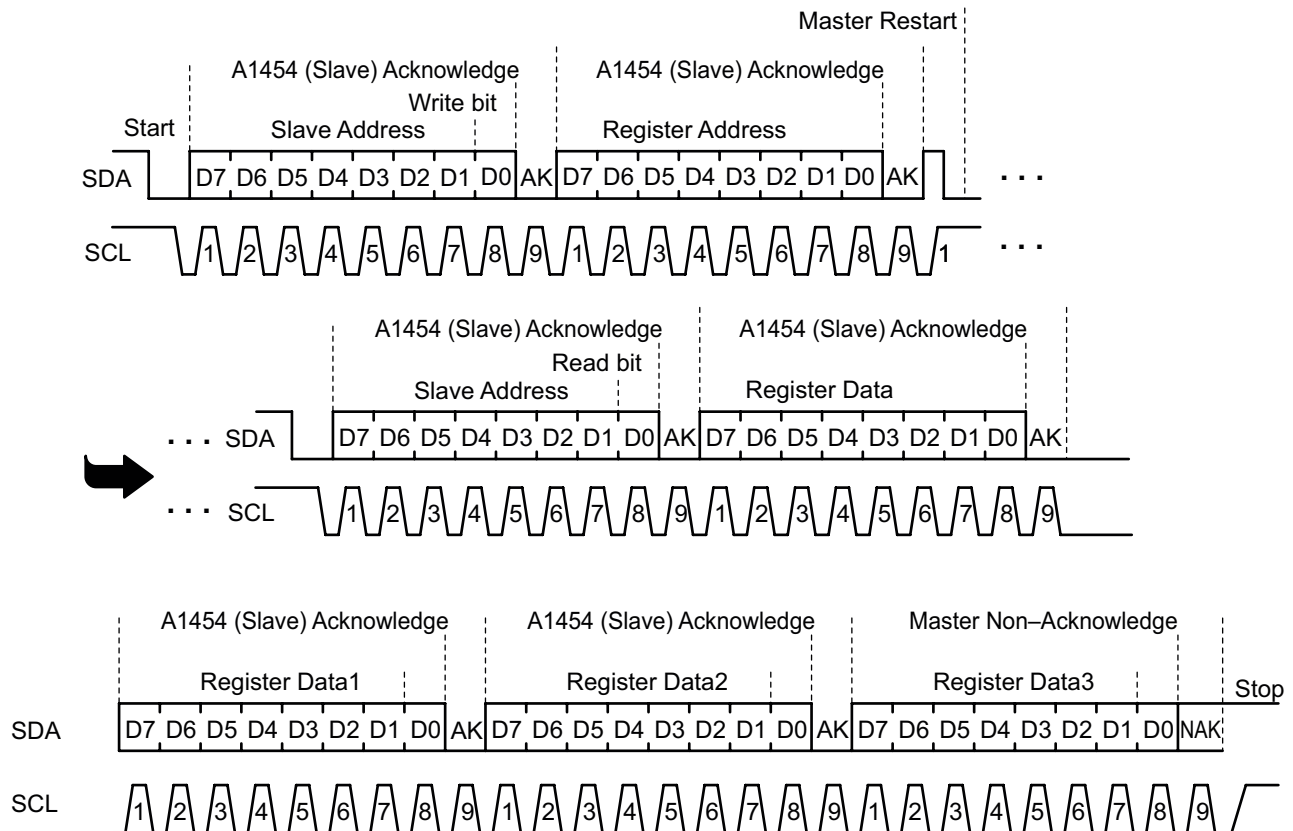 Master Restart
A1454 (Slave) Acknowledge A1454 (Slave) Acknowledge
Write bit
Start Slave Address Register Address
SDA D7 D6 D5 D4 D3 D2 D1 D0 AK D7 D6 D5 D4 D3 D2 D1 D0 AK . . .
SCL 1 2 3 4 5 6 7 8 9 1 2 3 4 5 6 7 8 9 1 . . .
A1454 (Slave) Acknowledge A1454 (Slave) Acknowledge
Read bit
Slave Address Register Data
. . . SDA D7 D6 D5 D4 D3 D2 D1 D0 AK D7 D6 D5 D4 D3 D2 D1 D0 AK
. . . SCL 1 2 3 4 5 6 7 8 9 1 2 3 4 5 6 7 8 9
A1454 (Slave) Acknowledge A1454 (Slave) Acknowledge Master Non–Acknowledge
Register Data1 Register Data2 Register Data3 Stop
SDA D7 D6 D5 D4 D3 D2 D1 D0 AK D7 D6 D5 D4 D3 D2 D1 D0 AK D7 D6 D5 D4 D3 D2 D1 D0 NAK
SCL 1 2 3 4 5 6 7 8 9 1 2 3 4 5 6 7 8 9 1 2 3 4 5 6 7 8 9